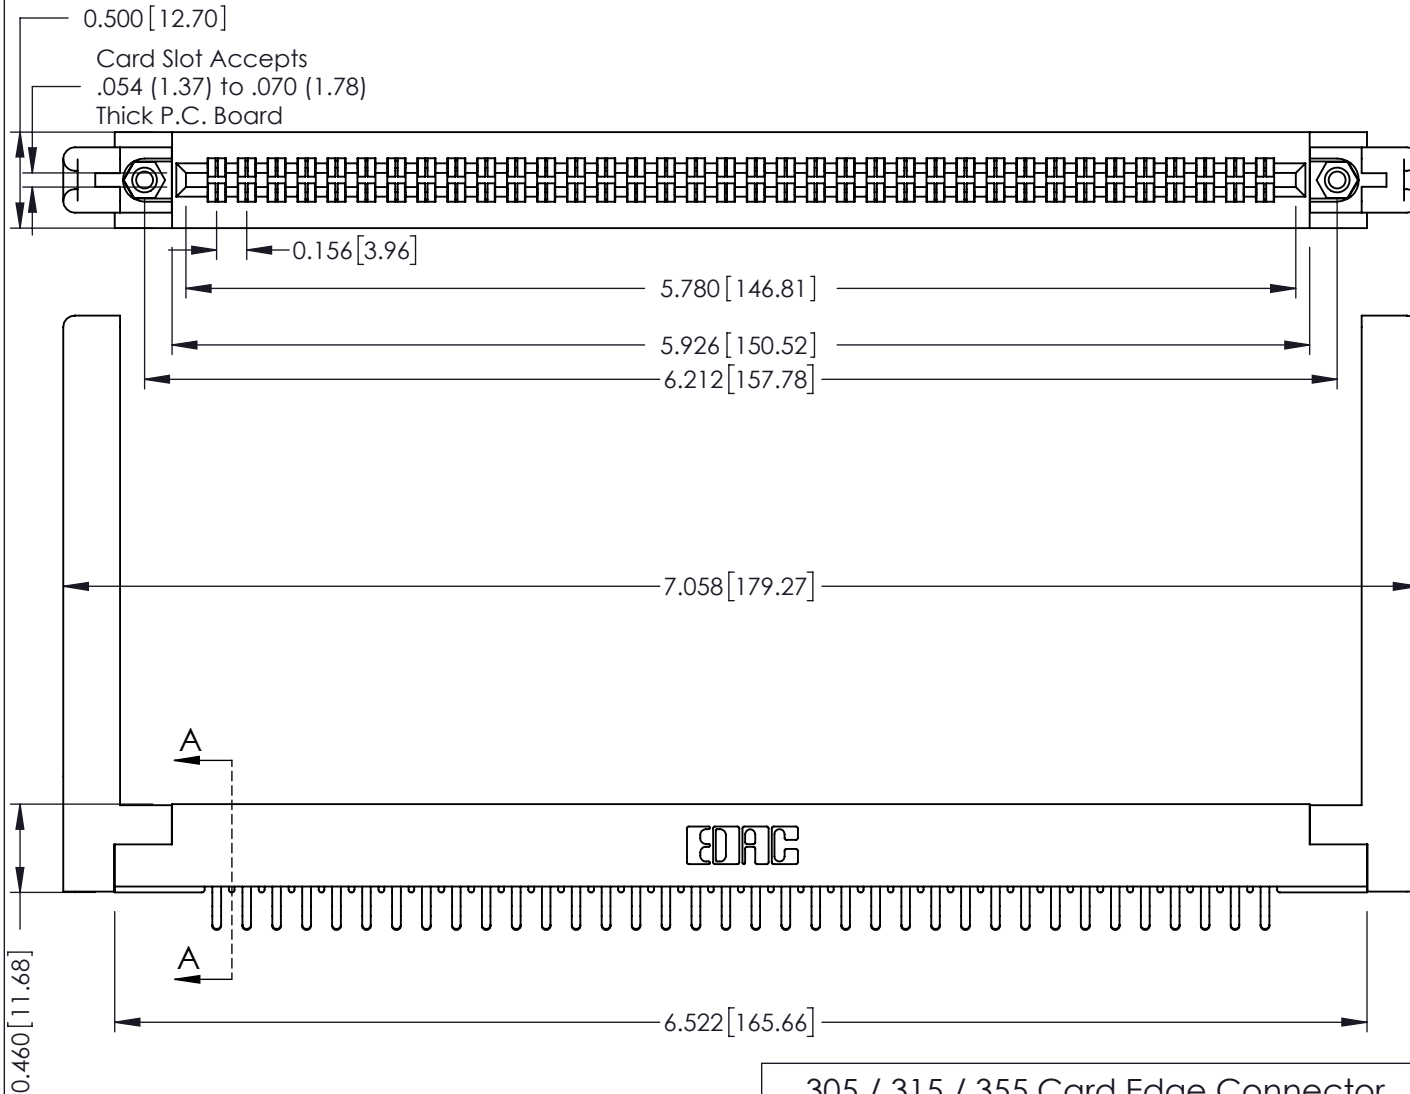 0.500 [12.70]
Card Slot Accepts
.054 (1.37) to .070 (1.78)
Thick P.C. Board
0.156 [3.96]
5.780 [146.81]
5.926 [150.52]
6.212 [157.78]
7.058 [179.27]
A
EDAC
A
0.460 [11.68]
6.522 [165.66]
305 / 315 / 355 Card Edge Connector